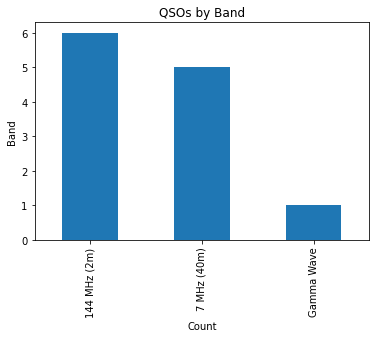 QSOs by Band
6
5
4
3
2
1
0
Band
144 MHz (2m)
7 MHz (40m)
Gamma Wave
Count